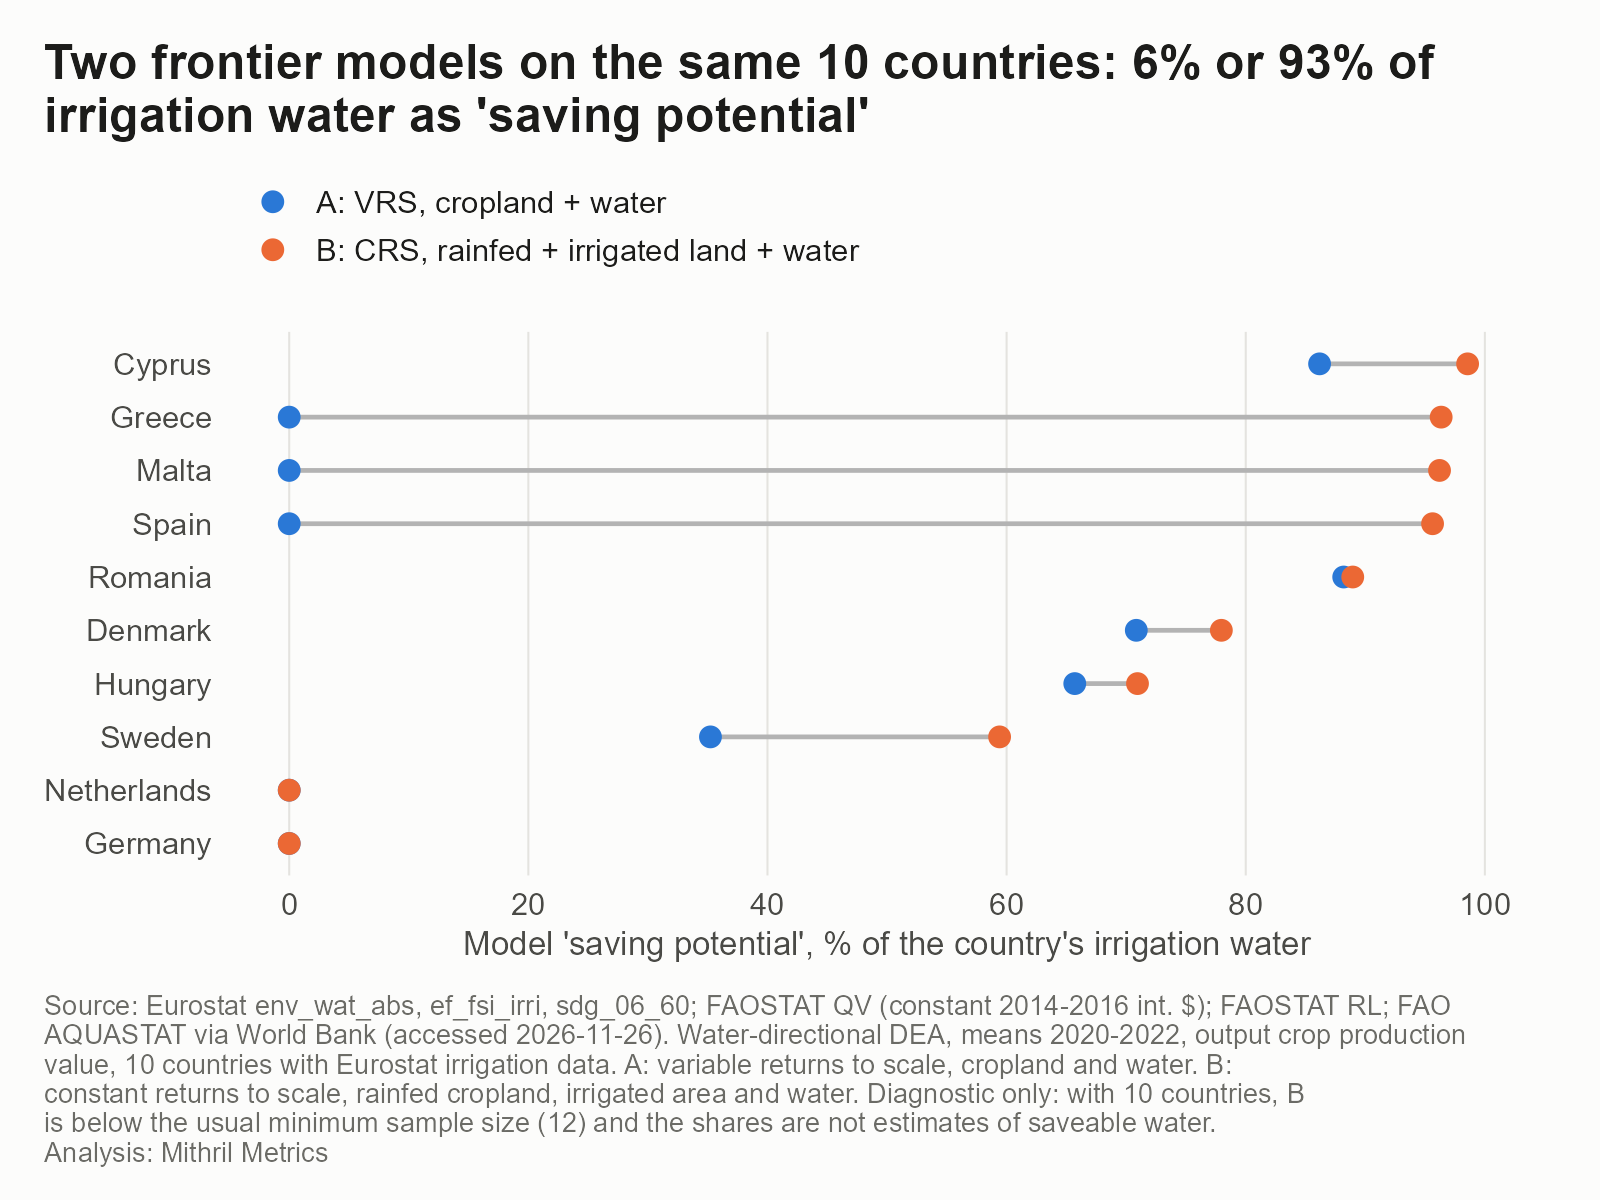 Two frontier models on the same 10 countries: 6% or 93% of
irrigation water as 'saving potential'
A: VRS, cropland + water
B: CRS, rainfed + irrigated land + water
Cyprus
Greece
Malta
Spain
Romania
Denmark
Hungary
Sweden
Netherlands
Germany
0 20 40 60 80 100
Model 'saving potential', % of the country's irrigation water
Source: Eurostat env_wat_abs, ef_fsi_irri, sdg_06_60; FAOSTAT QV (constant 2014-2016 int. $); FAOSTAT RL; FAO
AQUASTAT via World Bank (accessed 2026-11-26). Water-directional DEA, means 2020-2022, output crop production
value, 10 countries with Eurostat irrigation data. A: variable returns to scale, cropland and water. B:
constant returns to scale, rainfed cropland, irrigated area and water. Diagnostic only: with 10 countries, B
is below the usual minimum sample size (12) and the shares are not estimates of saveable water.
Analysis: Mithril Metrics